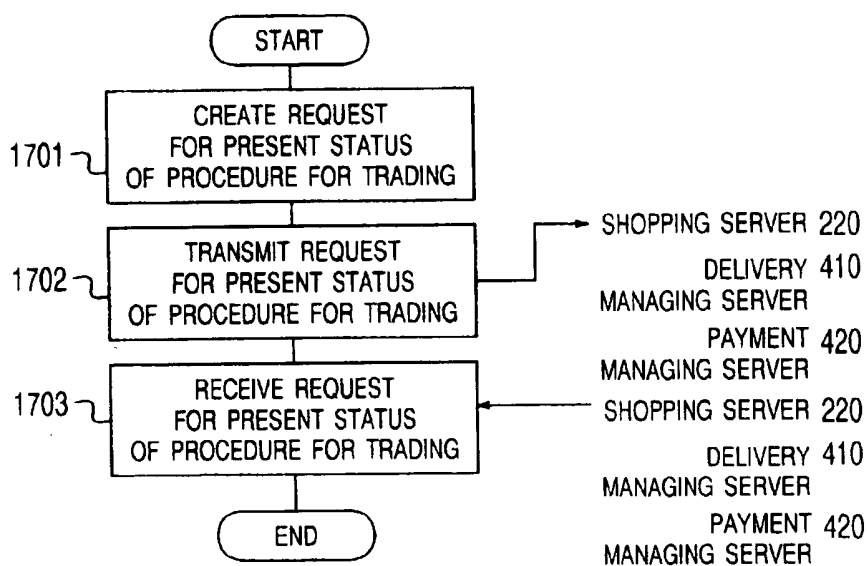 START
CREATE REQUEST
FOR PRESENT STATUS
OF PROCEDURE FOR TRADING
1701
TRANSMIT REQUEST
FOR PRESENT STATUS
OF PROCEDURE FOR TRADING
1702
SHOPPING SERVER 220
DELIVERY 410
MANAGING SERVER
PAYMENT 420
MANAGING SERVER
RECEIVE REQUEST
FOR PRESENT STATUS
OF PROCEDURE FOR TRADING
1703
SHOPPING SERVER 220
DELIVERY 410
MANAGING SERVER
PAYMENT 420
MANAGING SERVER
END